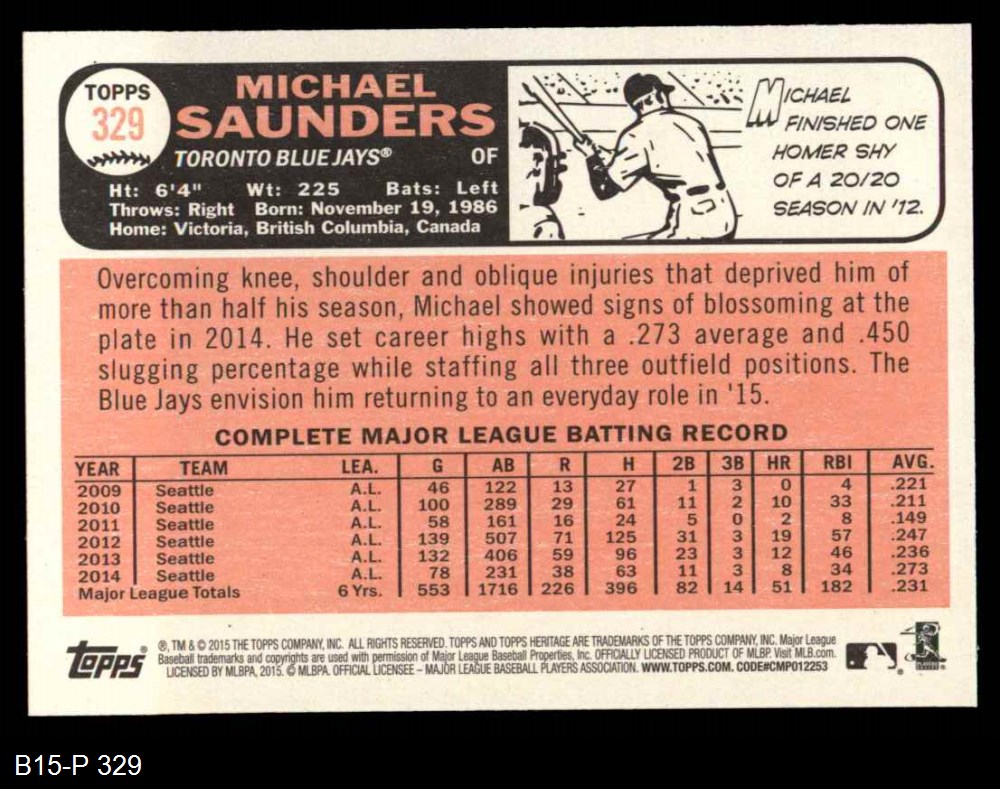 TOPPS
329
MICHAEL
SAUNDERS
TORONTO BLUE JAYS® OF
Ht: 6'4" Wt: 225 Bats: Left
Throws: Right Born: November 19, 1986
Home: Victoria, British Columbia, Canada
MICHAEL
FINISHED ONE
HOMER SHY
OF A 20/20
SEASON IN '12.
Overcoming knee, shoulder and oblique injuries that deprived him of
more than half his season, Michael showed signs of blossoming at the
plate in 2014. He set career highs with a .273 average and .450
slugging percentage while staffing all three outfield positions. The
Blue Jays envision him returning to an everyday role in '15.
COMPLETE MAJOR LEAGUE BATTING RECORD
YEAR TEAM LEA. G AB R H 2B 3B HR RBI AVG.
2009 Seattle A.L. 46 122 13 27 1 3 0 4 .221
2010 Seattle A.L. 100 289 29 61 11 2 10 33 .211
2011 Seattle A.L. 58 161 16 24 5 0 2 8 .149
2012 Seattle A.L. 139 507 71 125 31 3 19 57 .247
2013 Seattle A.L. 132 406 59 96 23 3 12 46 .236
2014 Seattle A.L. 78 231 38 63 11 3 8 34 .273
Major League Totals 6 Yrs. 553 1716 226 396 82 14 51 182 .231
topps
®, TM & © 2015 THE TOPPS COMPANY, INC. ALL RIGHTS RESERVED. TOPPS AND TOPPS HERITAGE ARE TRADEMARKS OF THE TOPPS COMPANY, INC. Major League
Baseball trademarks and copyrights are used with permission of Major League Baseball Properties, Inc. OFFICIALLY LICENSED PRODUCT OF MLBP. Visit MLB.com.
LICENSED BY MLBPA, 2015. © MLBPA. OFFICIAL LICENSEE – MAJOR LEAGUE BASEBALL PLAYERS ASSOCIATION. WWW.TOPPS.COM. CODE#CMP012253
B15-P 329